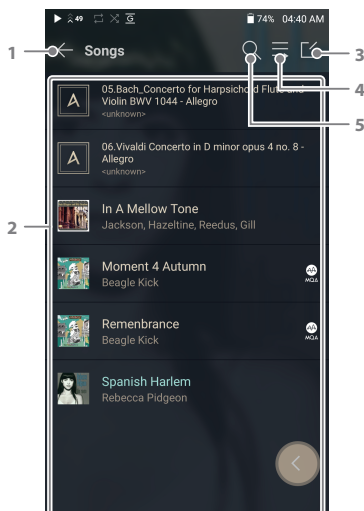 49 G 74% 04:40 AM
1 Songs 3
4
5
05.Bach_Concerto for Harpsichord Flute and
Violin BWV 1044 - Allegro
<unknown>
06.Vivaldi Concerto in D minor opus 4 no. 8 -
Allegro
<unknown>
2
In A Mellow Tone
Jackson, Hazeltine, Reedus, Gill
Moment 4 Autumn
Beagle Kick
MQA
Remenbrance
Beagle Kick
MQA
Spanish Harlem
Rebecca Pidgeon